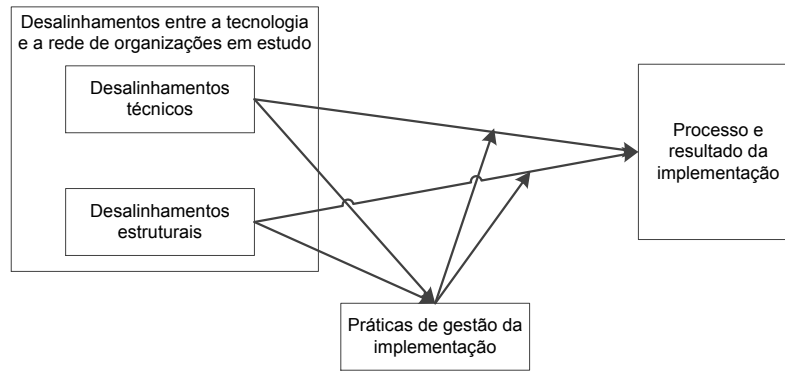 Desalinhamentos entre a tecnologia
e a rede de organizações em estudo
Desalinhamentos
técnicos
Desalinhamentos
estruturais
Processo e
resultado da
implementação
Práticas de gestão da
implementação